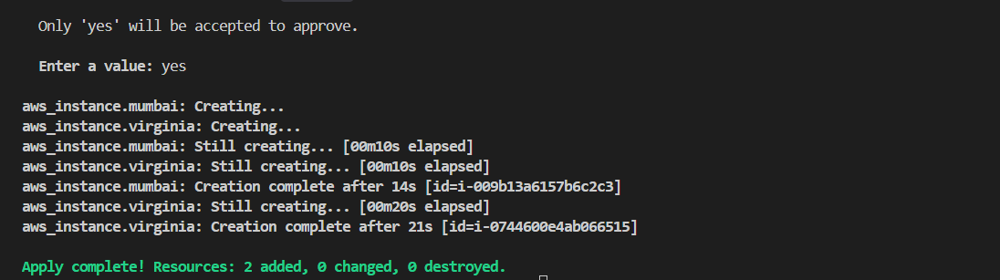 Only 'yes' will be accepted to approve.
Enter a value: yes
aws_instance.mumbai: Creating...
aws_instance.virginia: Creating...
aws_instance.mumbai: Still creating... [00m10s elapsed]
aws_instance.virginia: Still creating... [00m10s elapsed]
aws_instance.mumbai: Creation complete after 14s [id=i-009b13a6157b6c2c3]
aws_instance.virginia: Still creating... [00m20s elapsed]
aws_instance.virginia: Creation complete after 21s [id=i-0744600e4ab066515]
Apply complete! Resources: 2 added, 0 changed, 0 destroyed.